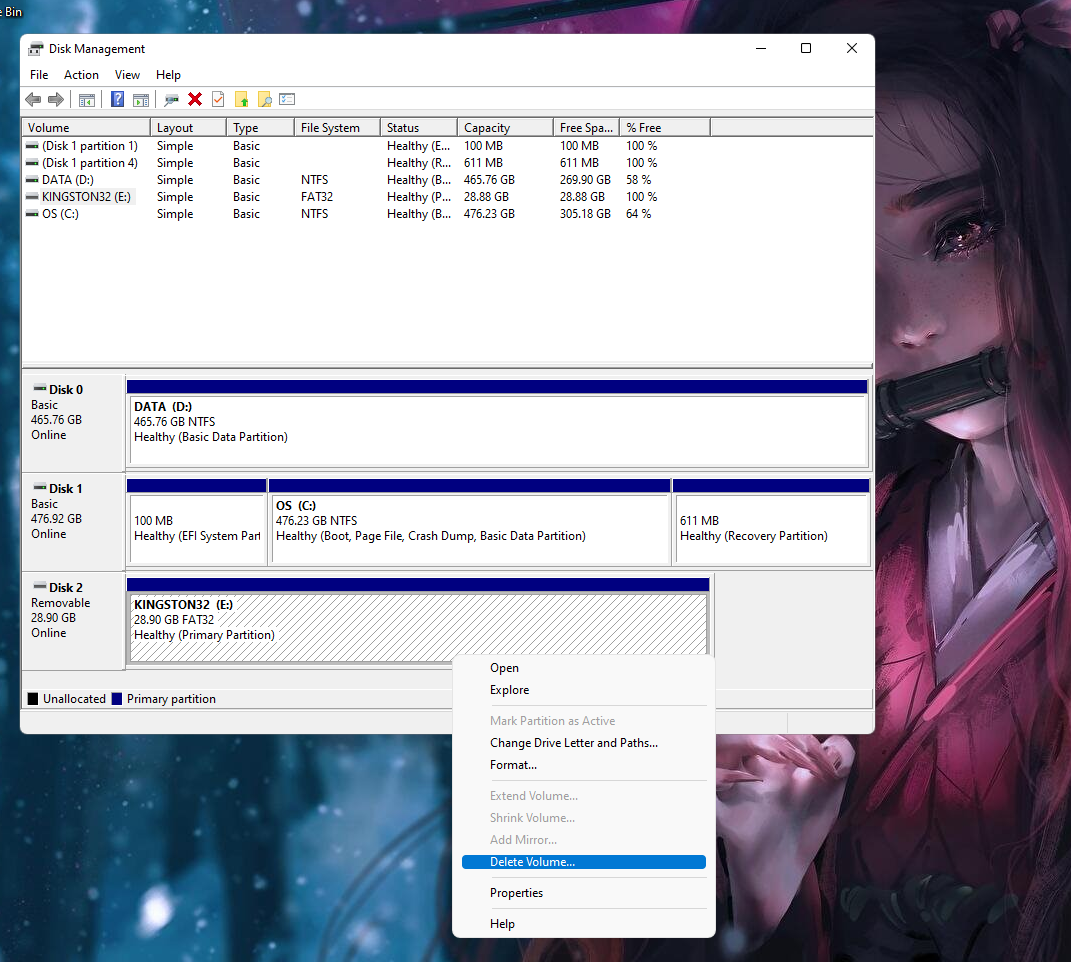 e Bin
Disk Management
File Action View Help
Volume Layout Type File System Status Capacity Free Spa... % Free
(Disk 1 partition 1) Simple Basic Healthy (E... 100 MB 100 MB 100 %
(Disk 1 partition 4) Simple Basic Healthy (R... 611 MB 611 MB 100 %
DATA (D:) Simple Basic NTFS Healthy (B... 465.76 GB 269.90 GB 58 %
KINGSTON32 (E:) Simple Basic FAT32 Healthy (P... 28.88 GB 28.88 GB 100 %
OS (C:) Simple Basic NTFS Healthy (B... 476.23 GB 305.18 GB 64 %
Disk 0
Basic
465.76 GB
Online
DATA (D:)
465.76 GB NTFS
Healthy (Basic Data Partition)
Disk 1
Basic
476.92 GB
Online
100 MB
Healthy (EFI System Part
OS (C:)
476.23 GB NTFS
Healthy (Boot, Page File, Crash Dump, Basic Data Partition)
611 MB
Healthy (Recovery Partition)
Disk 2
Removable
28.90 GB
Online
KINGSTON32 (E:)
28.90 GB FAT32
Healthy (Primary Partition)
Unallocated Primary partition
Open
Explore
Mark Partition as Active
Change Drive Letter and Paths...
Format...
Extend Volume...
Shrink Volume...
Add Mirror...
Delete Volume...
Properties
Help